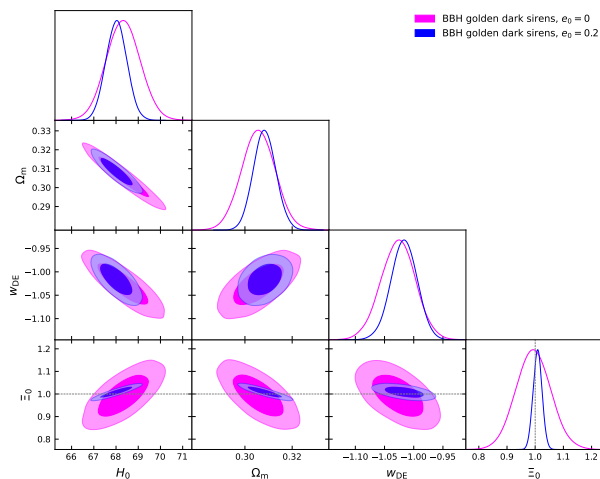 BBH golden dark sirens, e₀ = 0
BBH golden dark sirens, e₀ = 0.2
0.33
0.32
0.31
0.30
0.29
Ωₘ
−0.95
−1.00
−1.05
−1.10
w_DE
1.2
1.1
1.0
0.9
0.8
Ξ₀
66 67 68 69 70 71
H₀
0.30 0.32
Ωₘ
−1.10 −1.05 −1.00 −0.95
w_DE
0.8 0.9 1.0 1.1 1.2
Ξ₀